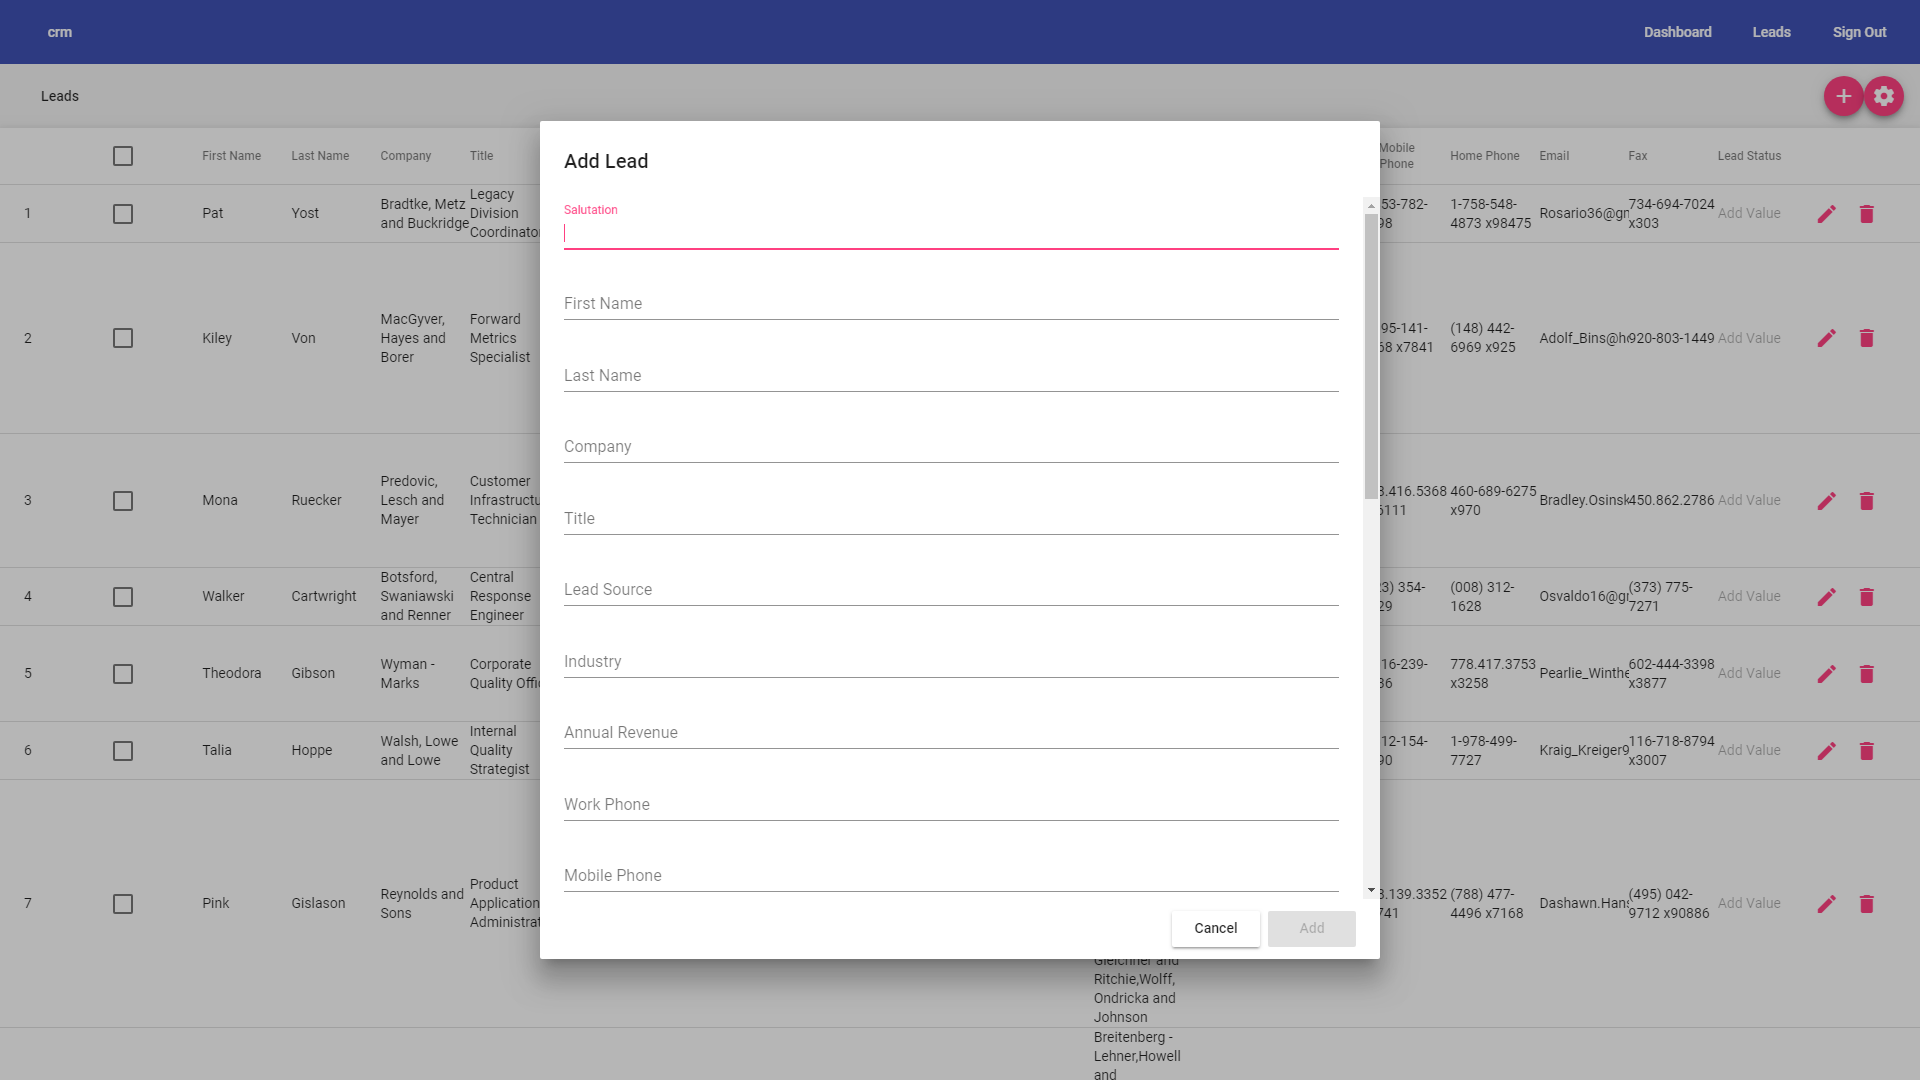 crm
Dashboard
Leads
Sign Out
Leads
First Name
Last Name
Company
Title
Mobile
Phone
Home Phone
Email
Fax
Lead Status
1
Pat
Yost
Bradtke, Metz
and Buckridge
Legacy
Division
Coordinator
53-782-
98
1-758-548-
4873 x98475
Rosario36@gm
734-694-7024
x303
Add Value
2
Kiley
Von
MacGyver,
Hayes and
Borer
Forward
Metrics
Specialist
95-141-
68 x7841
(148) 442-
6969 x925
Adolf_Bins@h
920-803-1449
Add Value
3
Mona
Ruecker
Predovic,
Lesch and
Mayer
Customer
Infrastructu
Technician
3.416.5368
6111
460-689-6275
x970
Bradley.Osinsk
450.862.2786
Add Value
4
Walker
Cartwright
Botsford,
Swaniawski
and Renner
Central
Response
Engineer
23) 354-
29
(008) 312-
1628
Osvaldo16@g
(373) 775-
7271
Add Value
5
Theodora
Gibson
Wyman -
Marks
Corporate
Quality Offi
16-239-
36
778.417.3753
x3258
Pearlie_Winthe
602-444-3398
x3877
Add Value
6
Talia
Hoppe
Walsh, Lowe
and Lowe
Internal
Quality
Strategist
12-154-
90
1-978-499-
7727
Kraig_Kreiger9
116-718-8794
x3007
Add Value
7
Pink
Gislason
Reynolds and
Sons
Product
Application
Administrat
3.139.3352
741
(788) 477-
4496 x7168
Dashawn.Hans
(495) 042-
9712 x90886
Add Value
Gleichner and
Ritchie,Wolff,
Ondricka and
Johnson
Breitenberg -
Lehner,Howell
and
Add Lead
Salutation
First Name
Last Name
Company
Title
Lead Source
Industry
Annual Revenue
Work Phone
Mobile Phone
Cancel
Add